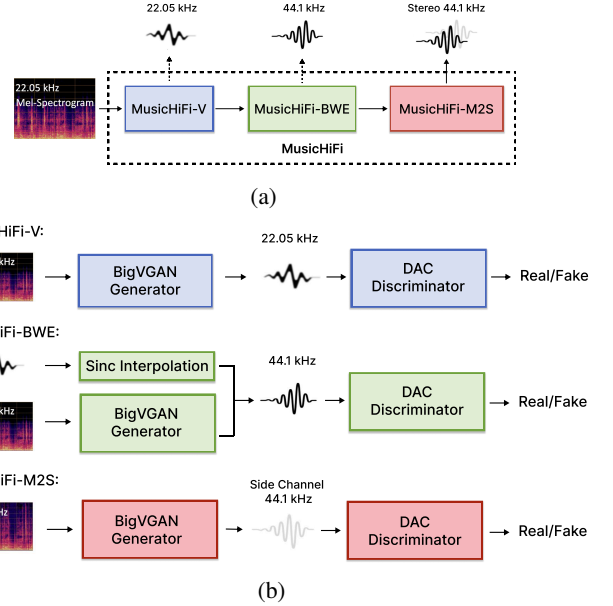 22.05 kHz
44.1 kHz
Stereo 44.1 kHz
22.05 kHz
Mel-Spectrogram
MusicHiFi-V
MusicHiFi-BWE
MusicHiFi-M2S
MusicHiFi
(a)
HiFi-V:
kHz
BigVGAN
Generator
22.05 kHz
DAC
Discriminator
Real/Fake
iFi-BWE:
Sinc Interpolation
kHz
BigVGAN
Generator
44.1 kHz
DAC
Discriminator
Real/Fake
iFi-M2S:
Hz
BigVGAN
Generator
Side Channel
44.1 kHz
DAC
Discriminator
Real/Fake
(b)